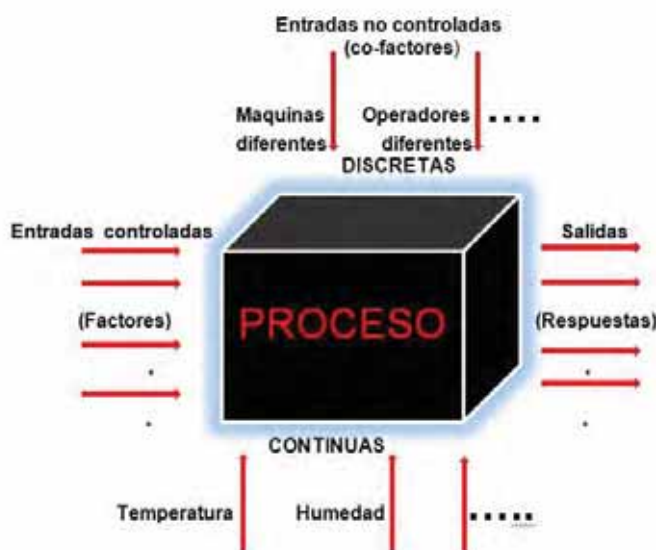 Entradas no controladas
(co-factores)
Maquinas
diferentes
Operadores
diferentes
DISCRETAS
Entradas controladas
(Factores)
PROCESO
Salidas
(Respuestas)
CONTINUAS
Temperatura
Humedad